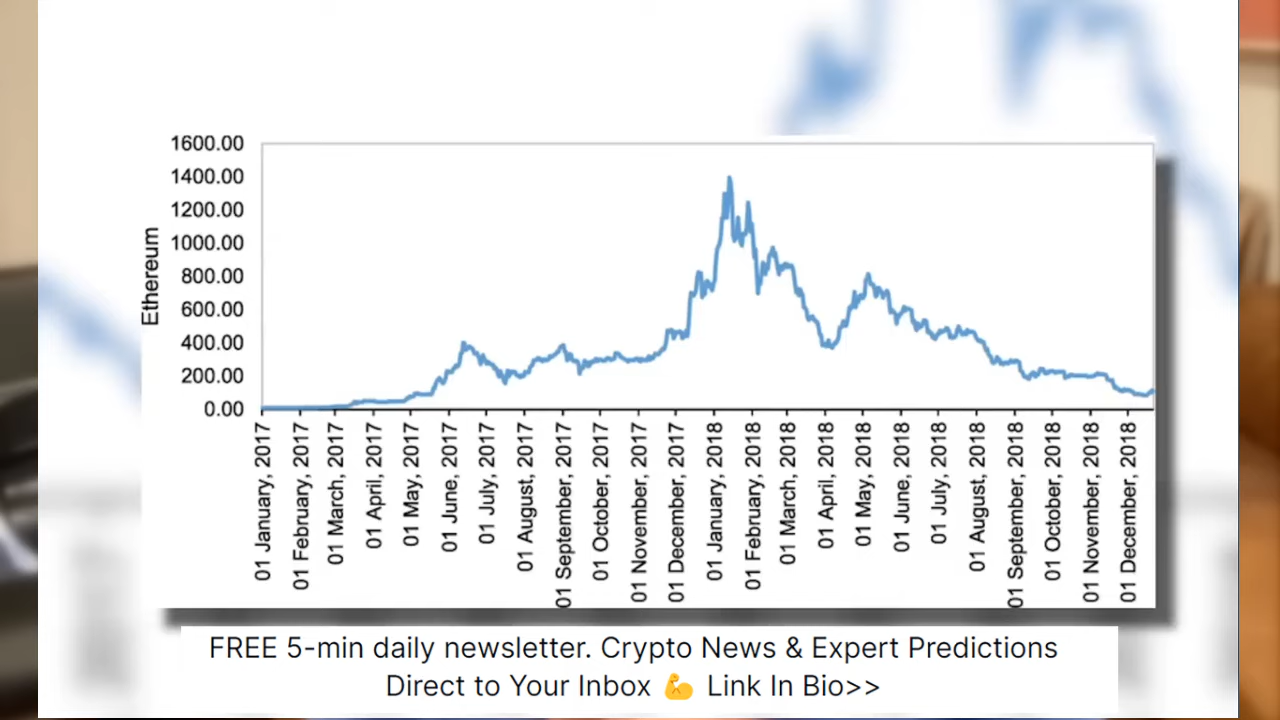 1600.00
1400.00
1200.00
1000.00
800.00
600.00
400.00
200.00
0.00
Ethereum
01 January, 2017
01 February, 2017
01 March, 2017
01 April, 2017
01 May, 2017
01 June, 2017
01 July, 2017
01 August, 2017
01 September, 2017
01 October, 2017
01 November, 2017
01 December, 2017
01 January, 2018
01 February, 2018
01 March, 2018
01 April, 2018
01 May, 2018
01 June, 2018
01 July, 2018
01 August, 2018
01 September, 2018
01 October, 2018
01 November, 2018
01 December, 2018
FREE 5-min daily newsletter. Crypto News & Expert Predictions
Direct to Your Inbox 💪 Link In Bio>>